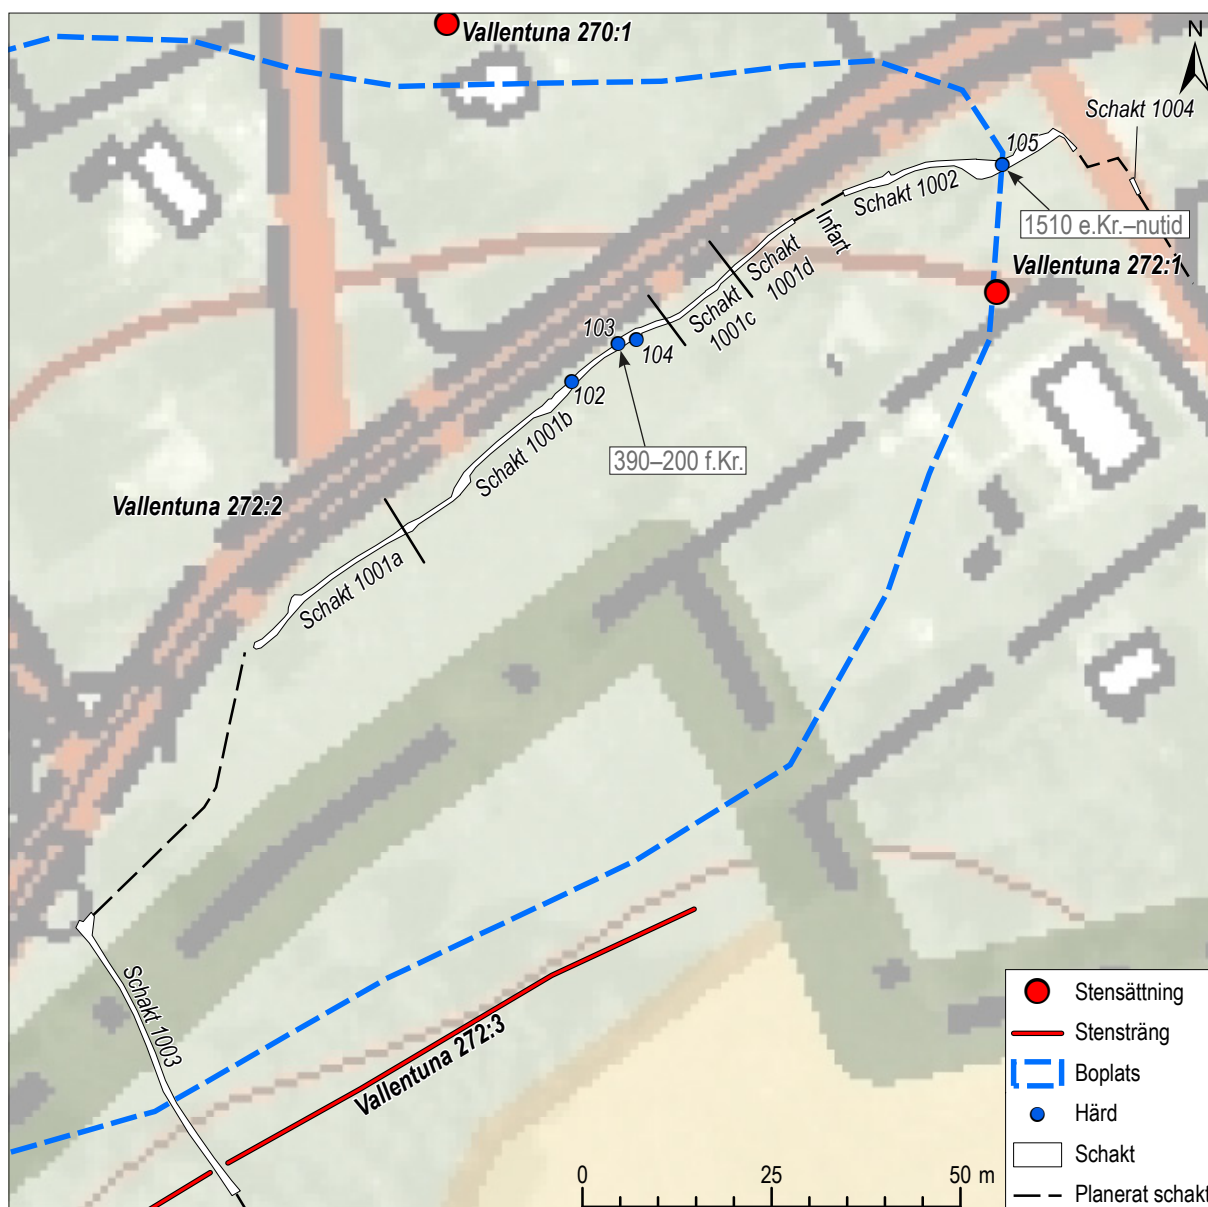 Vallentuna 270:1
N
Schakt 1004
105
Schakt 1002
1510 e.Kr.–nutid
Infart
Vallentuna 272:1
Schakt
1001d
Schakt
1001c
103
104
102
390–200 f.Kr.
Schakt 1001b
Vallentuna 272:2
Schakt 1001a
Schakt 1003
Vallentuna 272:3
Stensättning
Stensträng
Boplats
Härd
Schakt
Planerat schakt
0 25 50 m